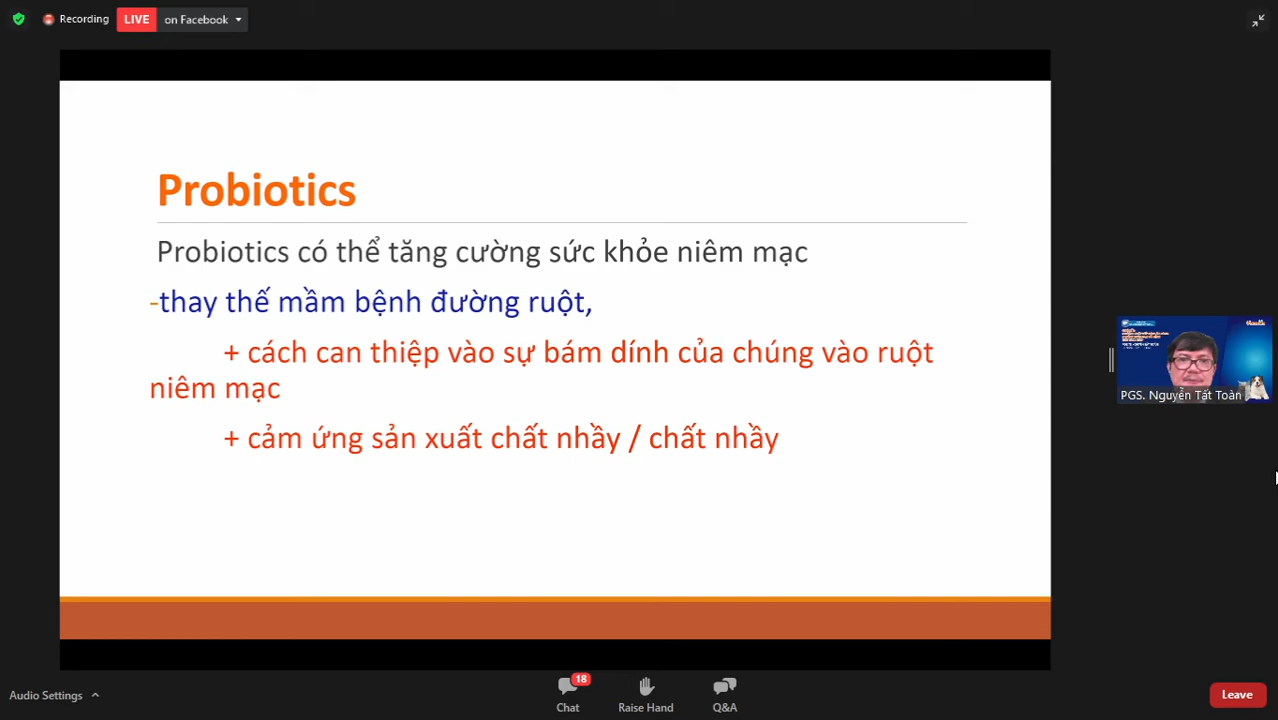 Recording
LIVE
on Facebook
Probiotics
Probiotics có thể tăng cường sức khỏe niêm mạc
-thay thế mầm bệnh đường ruột,
+ cách can thiệp vào sự bám dính của chúng vào ruột
niêm mạc
+ cảm ứng sản xuất chất nhầy / chất nhầy
PGS. Nguyễn Tất Toàn
Audio Settings
18
Chat
Raise Hand
Q&A
Leave